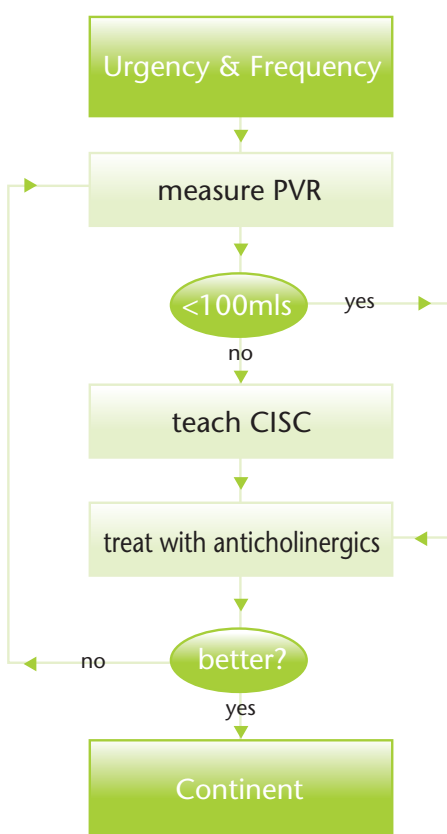 Urgency & Frequency
measure PVR
<100mls
yes
no
teach CISC
treat with anticholinergics
better?
no
yes
Continent